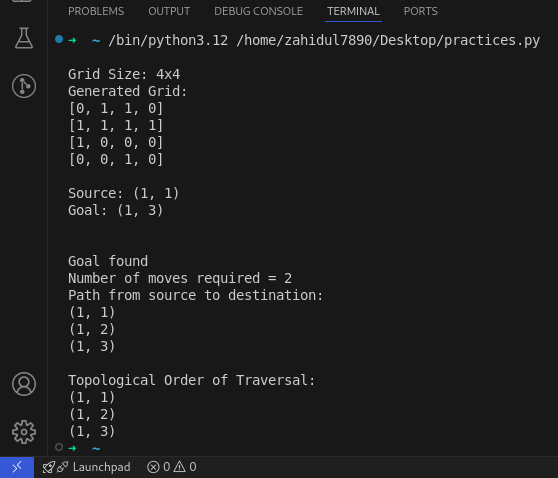 PROBLEMS OUTPUT DEBUG CONSOLE TERMINAL PORTS
➜ ~ /bin/python3.12 /home/zahidul7890/Desktop/practices.py
Grid Size: 4x4
Generated Grid:
[0, 1, 1, 0]
[1, 1, 1, 1]
[1, 0, 0, 0]
[0, 0, 1, 0]
Source: (1, 1)
Goal: (1, 3)
Goal found
Number of moves required = 2
Path from source to destination:
(1, 1)
(1, 2)
(1, 3)
Topological Order of Traversal:
(1, 1)
(1, 2)
(1, 3)
➜ ~
Launchpad 0 0